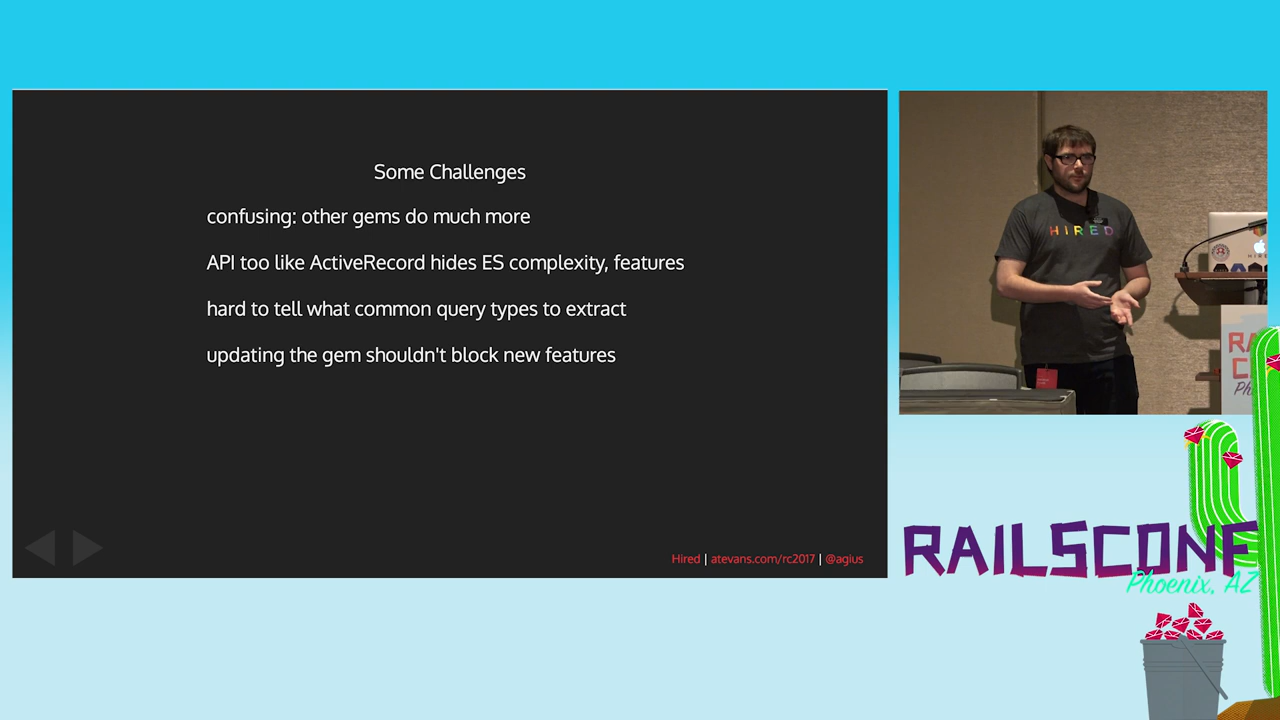 Some Challenges
confusing: other gems do much more
API too like ActiveRecord hides ES complexity, features
hard to tell what common query types to extract
updating the gem shouldn't block new features
Hired | atevans.com/rc2017 | @agius
HIRED
RAILSCONF
Phoenix, AZ